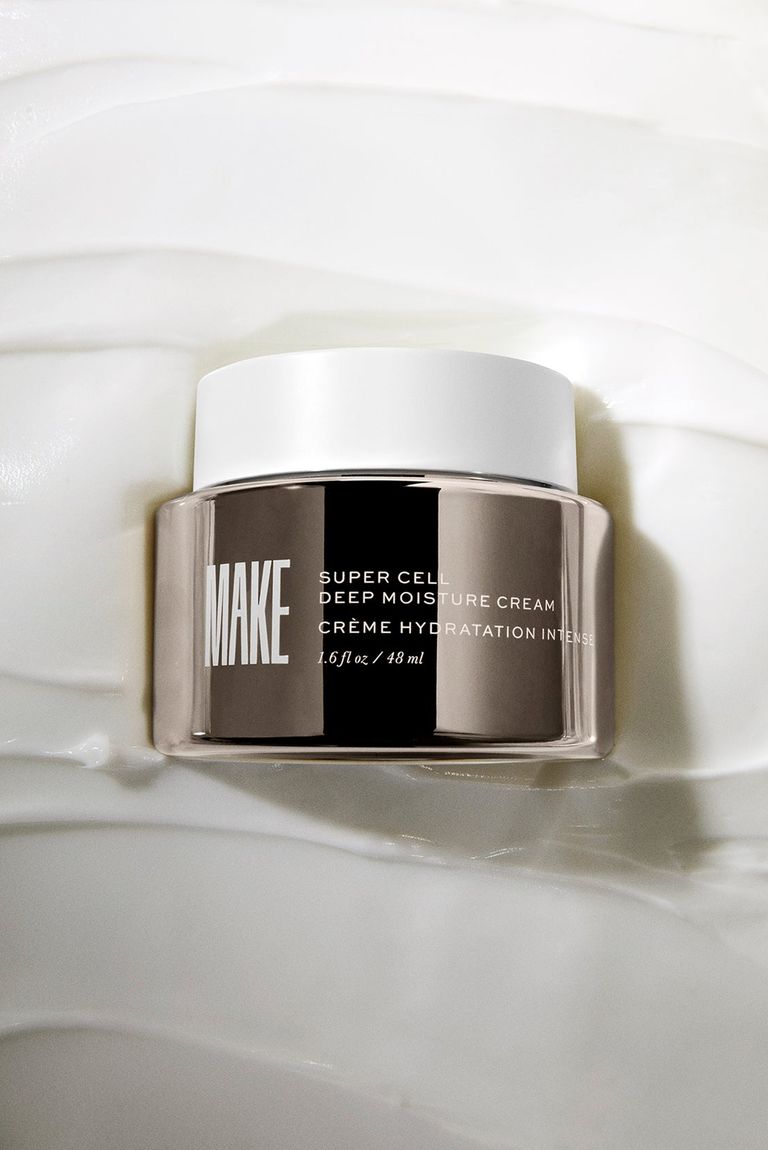 MAKE
SUPER CELL
DEEP MOISTURE CREAM
CRÈME HYDRATATION INTENSE
1.6 fl oz / 48 ml